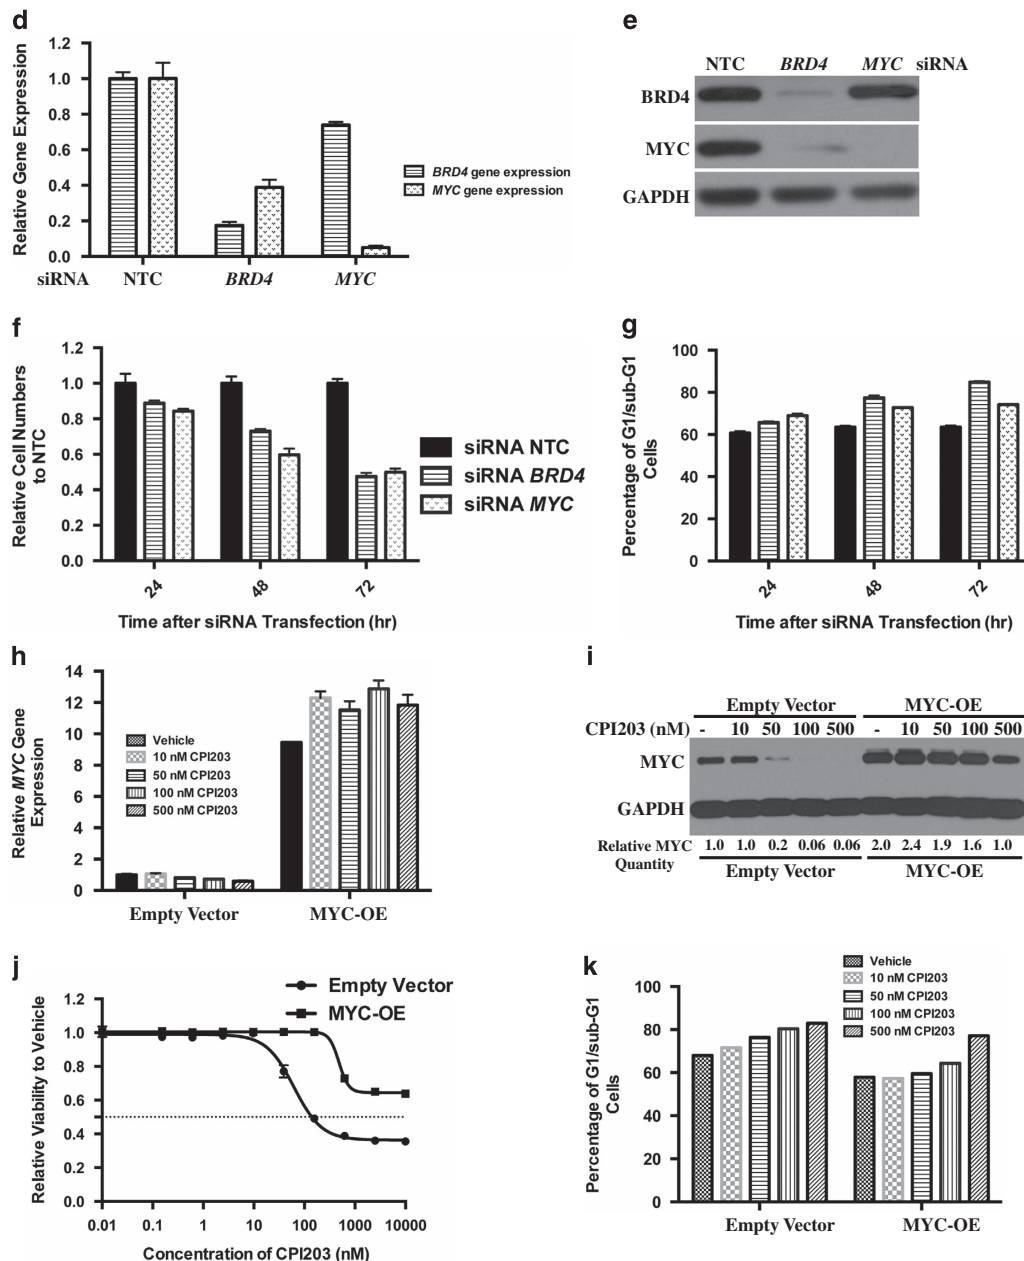 d
Relative Gene Expression
1.2
1.0
0.8
0.6
0.4
0.2
0.0
BRD4 gene expression
MYC gene expression
siRNA NTC BRD4 MYC
e
NTC BRD4 MYC siRNA
BRD4
MYC
GAPDH
f
Relative Cell Numbers
to NTC
1.2
1.0
0.8
0.6
0.4
0.2
0.0
24 48 72
Time after siRNA Transfection (hr)
siRNA NTC
siRNA BRD4
siRNA MYC
g
Percentage of G1/sub-G1
Cells
100
80
60
40
20
0
24 48 72
Time after siRNA Transfection (hr)
h
Relative MYC Gene
Expression
14
12
10
8
6
4
2
0
Vehicle
10 nM CPI203
50 nM CPI203
100 nM CPI203
500 nM CPI203
Empty Vector MYC-OE
i
Empty Vector MYC-OE
CPI203 (nM) - 10 50 100 500 - 10 50 100 500
MYC
GAPDH
Relative MYC
Quantity
1.0 1.0 0.2 0.06 0.06 2.0 2.4 1.9 1.6 1.0
Empty Vector MYC-OE
j
Empty Vector
MYC-OE
Relative Viability to Vehicle
1.2
1.0
0.8
0.6
0.4
0.2
0.0
0.01 0.1 1 10 100 1000 10000
Concentration of CPI203 (nM)
k
Vehicle
10 nM CPI203
50 nM CPI203
100 nM CPI203
500 nM CPI203
Percentage of G1/sub-G1
Cells
100
80
60
40
20
0
Empty Vector MYC-OE